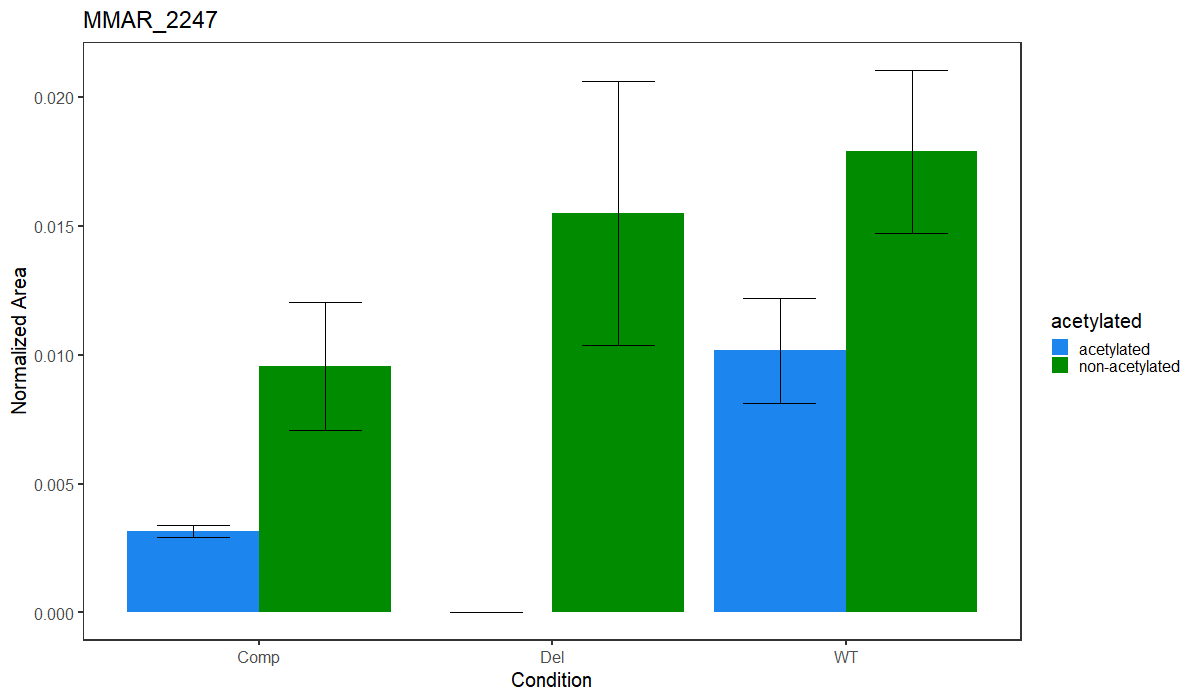 MMAR_2247
Normalized Area
0.020
0.015
0.010
0.005
0.000
Comp
Del
WT
Condition
acetylated
acetylated
non-acetylated